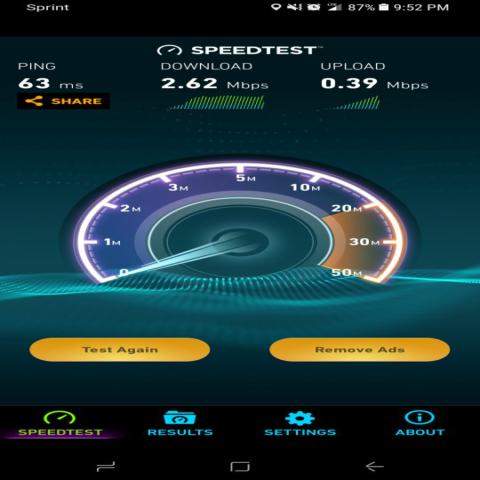 Sprint 87% 9:52 PM
SPEEDTEST™
PING DOWNLOAD UPLOAD
63 ms 2.62 Mbps 0.39 Mbps
SHARE
5M
3M 10M
2M 20M
1M 30M
0 50M
Test Again Remove Ads
SPEEDTEST RESULTS SETTINGS ABOUT